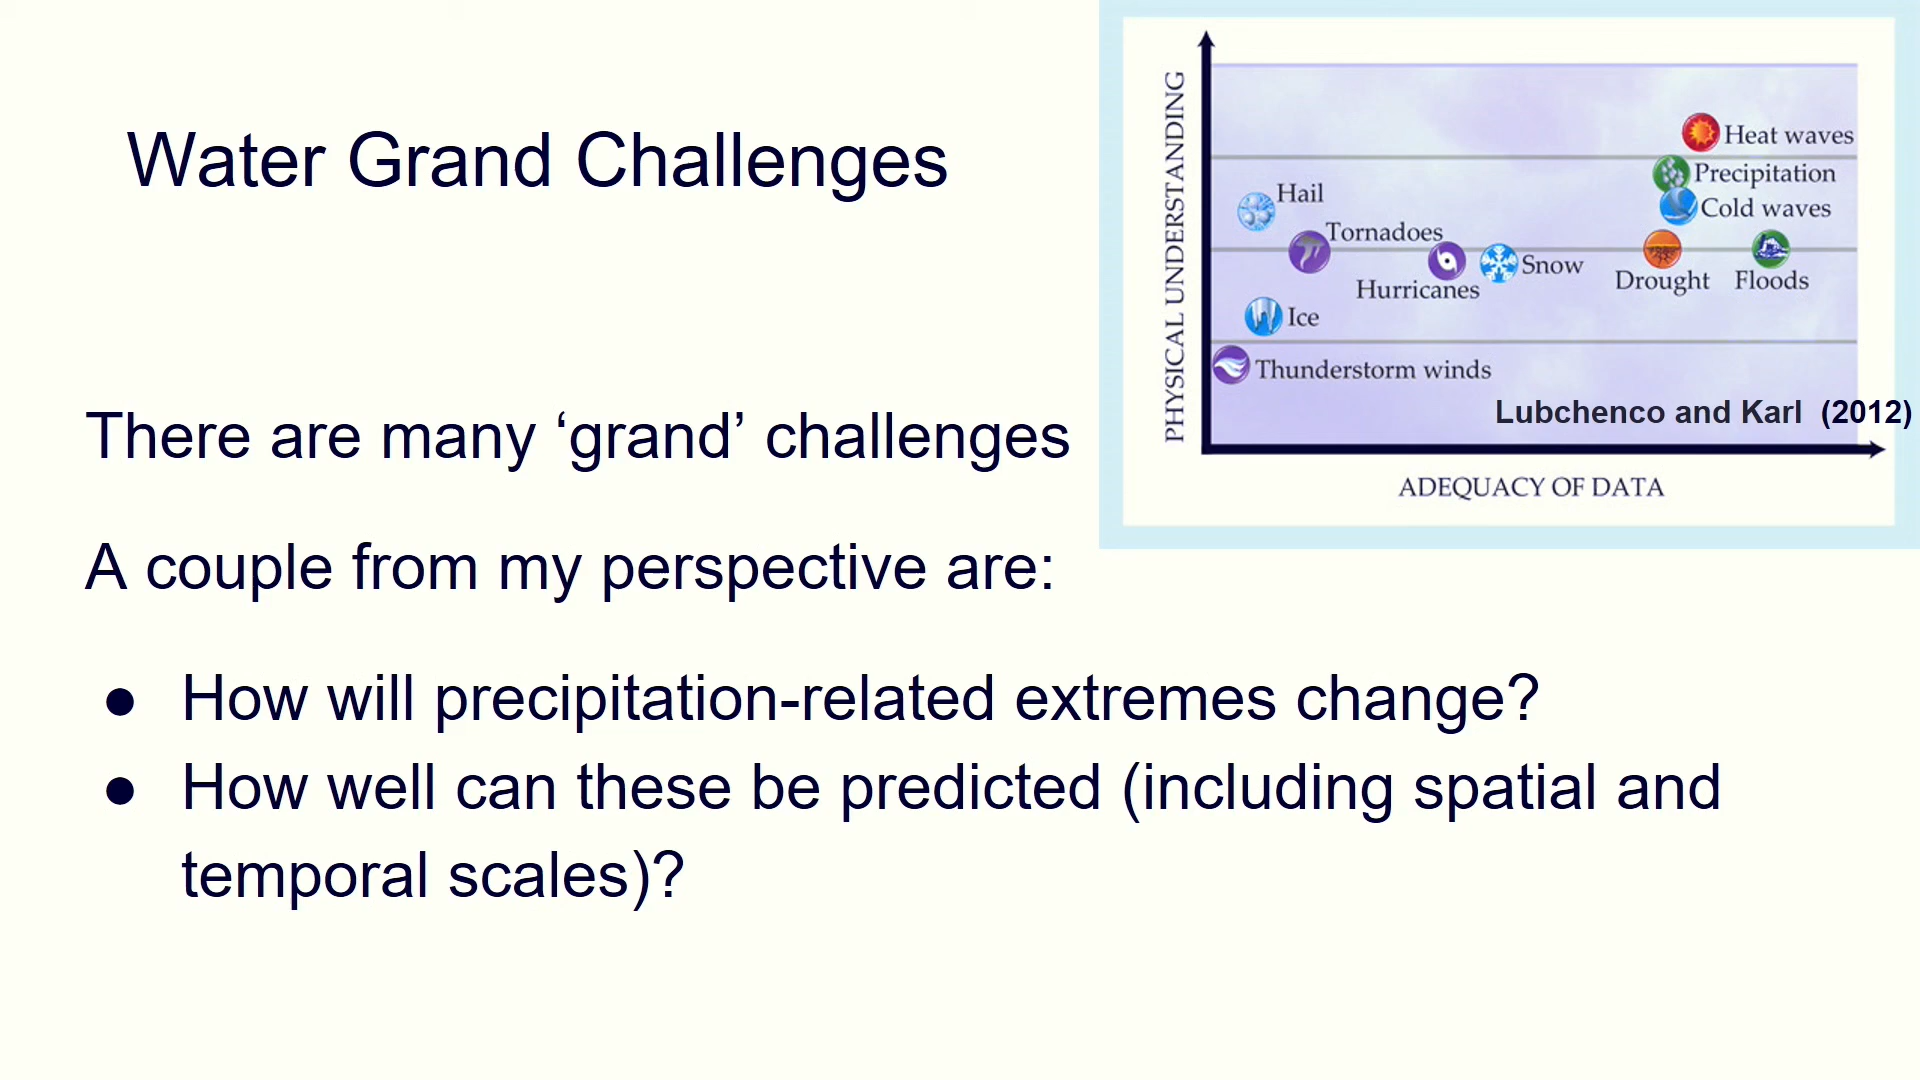 Water Grand Challenges
There are many ‘grand’ challenges
A couple from my perspective are:
● How will precipitation-related extremes change?
● How well can these be predicted (including spatial and
temporal scales)?
PHYSICAL UNDERSTANDING
Heat waves
Precipitation
Cold waves
Hail
Tornadoes
Hurricanes
Snow
Drought
Floods
Ice
Thunderstorm winds
Lubchenco and Karl (2012)
ADEQUACY OF DATA